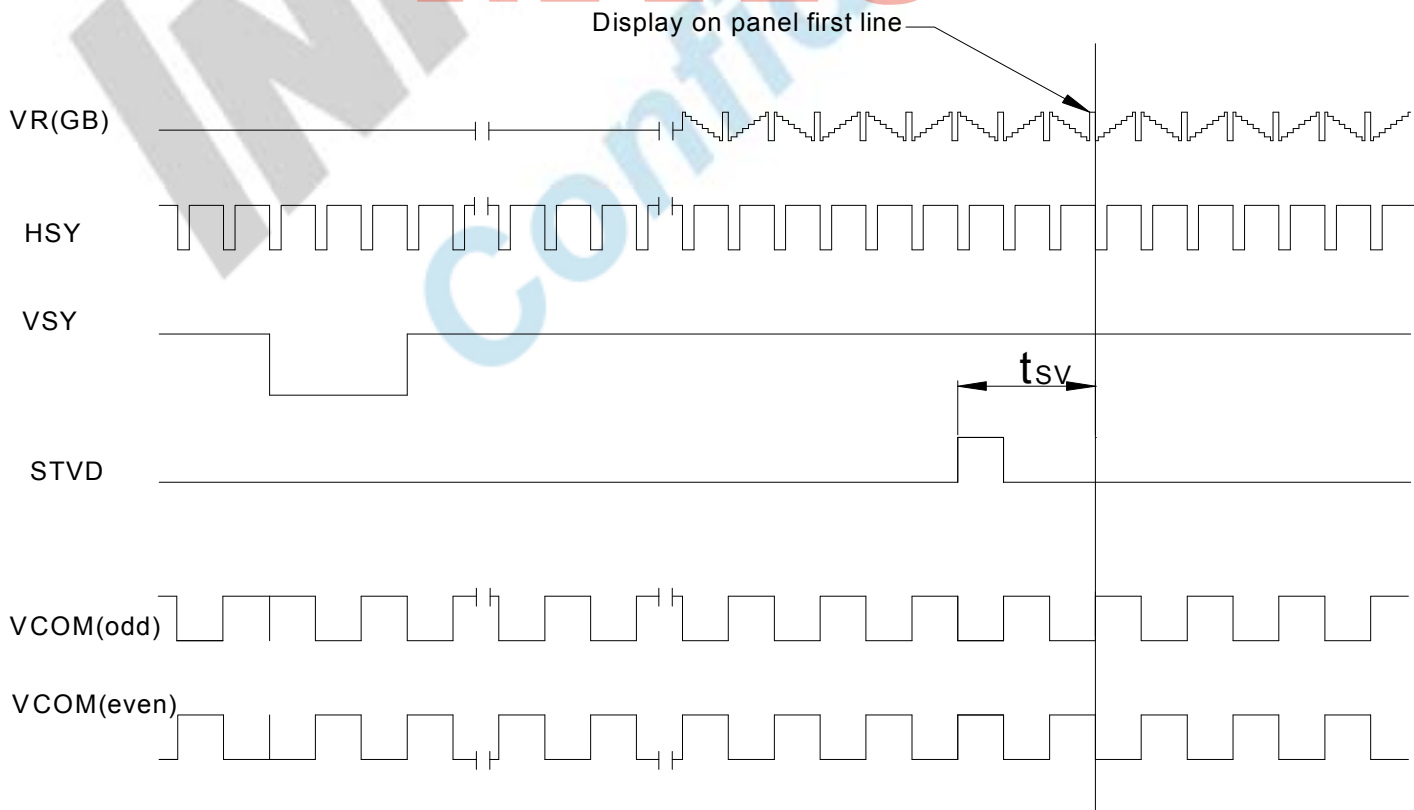 Display on panel first line
VR(GB)
HSY
VSY
tSV
STVD
VCOM(odd)
VCOM(even)